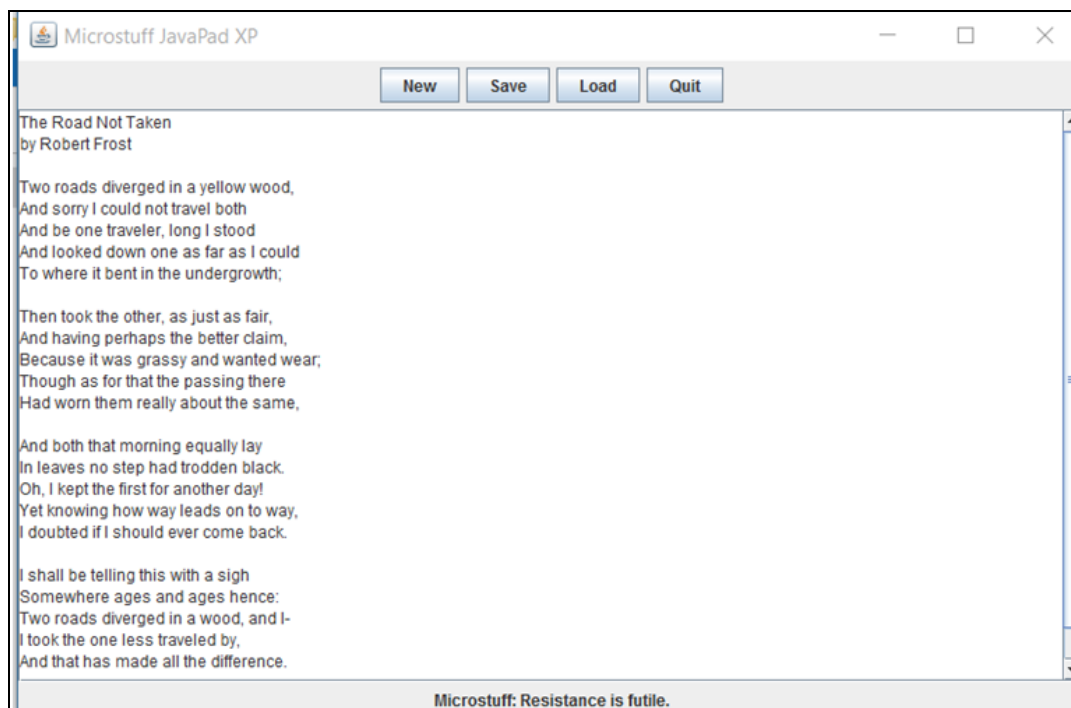 Microstuff JavaPad XP
New Save Load Quit
The Road Not Taken
by Robert Frost
Two roads diverged in a yellow wood,
And sorry I could not travel both
And be one traveler, long I stood
And looked down one as far as I could
To where it bent in the undergrowth;
Then took the other, as just as fair,
And having perhaps the better claim,
Because it was grassy and wanted wear;
Though as for that the passing there
Had worn them really about the same,
And both that morning equally lay
In leaves no step had trodden black.
Oh, I kept the first for another day!
Yet knowing how way leads on to way,
I doubted if I should ever come back.
I shall be telling this with a sigh
Somewhere ages and ages hence:
Two roads diverged in a wood, and I-
I took the one less traveled by,
And that has made all the difference.
Microstuff: Resistance is futile.